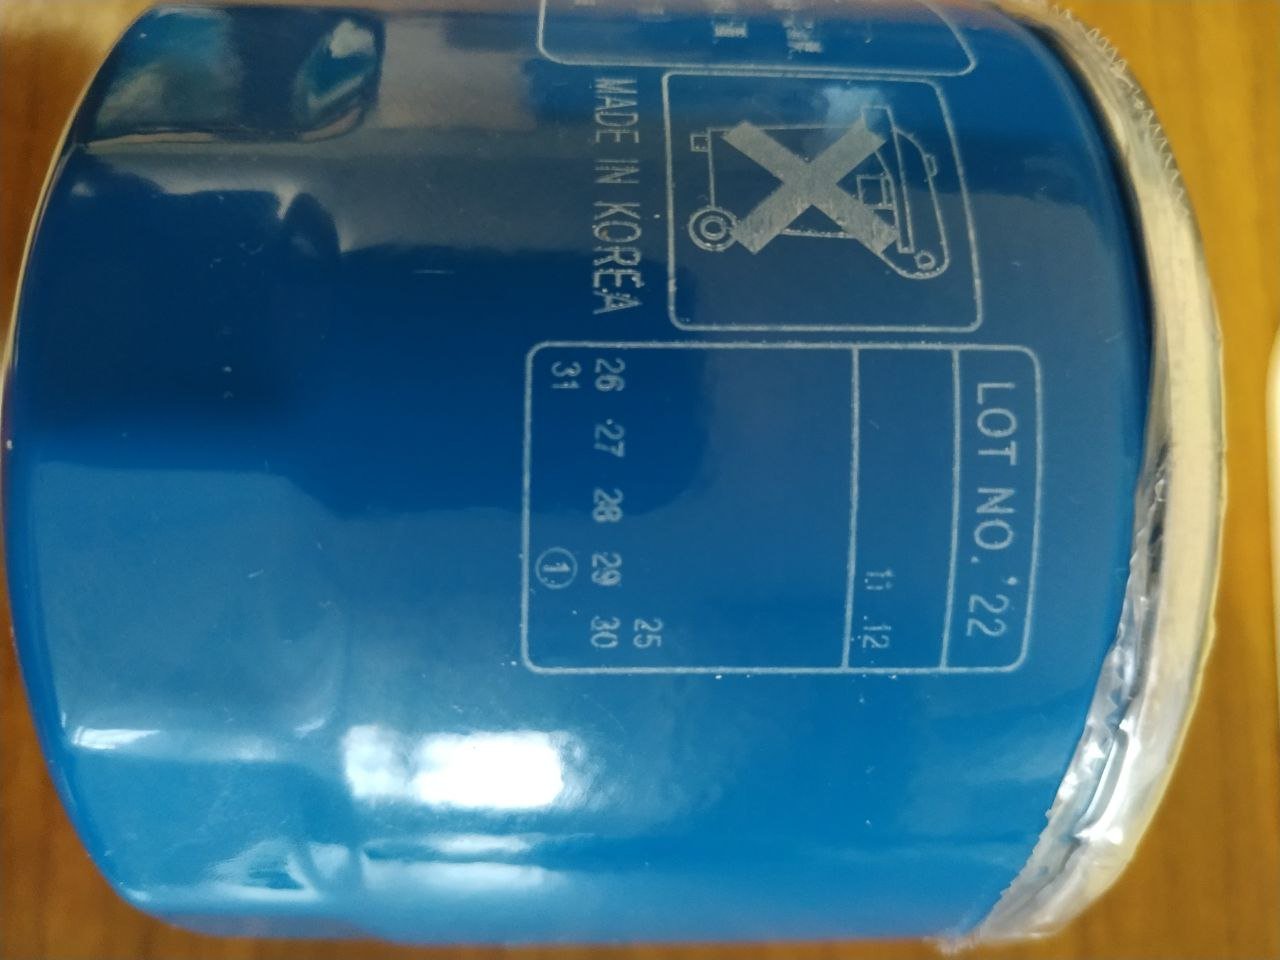 MADE IN KOREA
LOT NO. '22
11 12
25
26 27 28 29 30
31 1